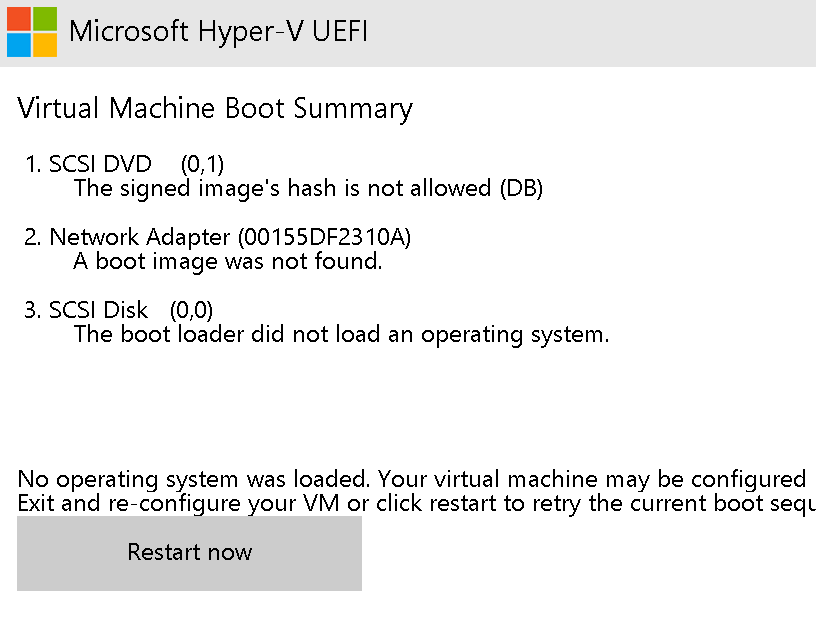 Microsoft Hyper-V UEFI
Virtual Machine Boot Summary
1. SCSI DVD (0,1)
The signed image's hash is not allowed (DB)
2. Network Adapter (00155DF2310A)
A boot image was not found.
3. SCSI Disk (0,0)
The boot loader did not load an operating system.
No operating system was loaded. Your virtual machine may be configured
Exit and re-configure your VM or click restart to retry the current boot sequ
Restart now